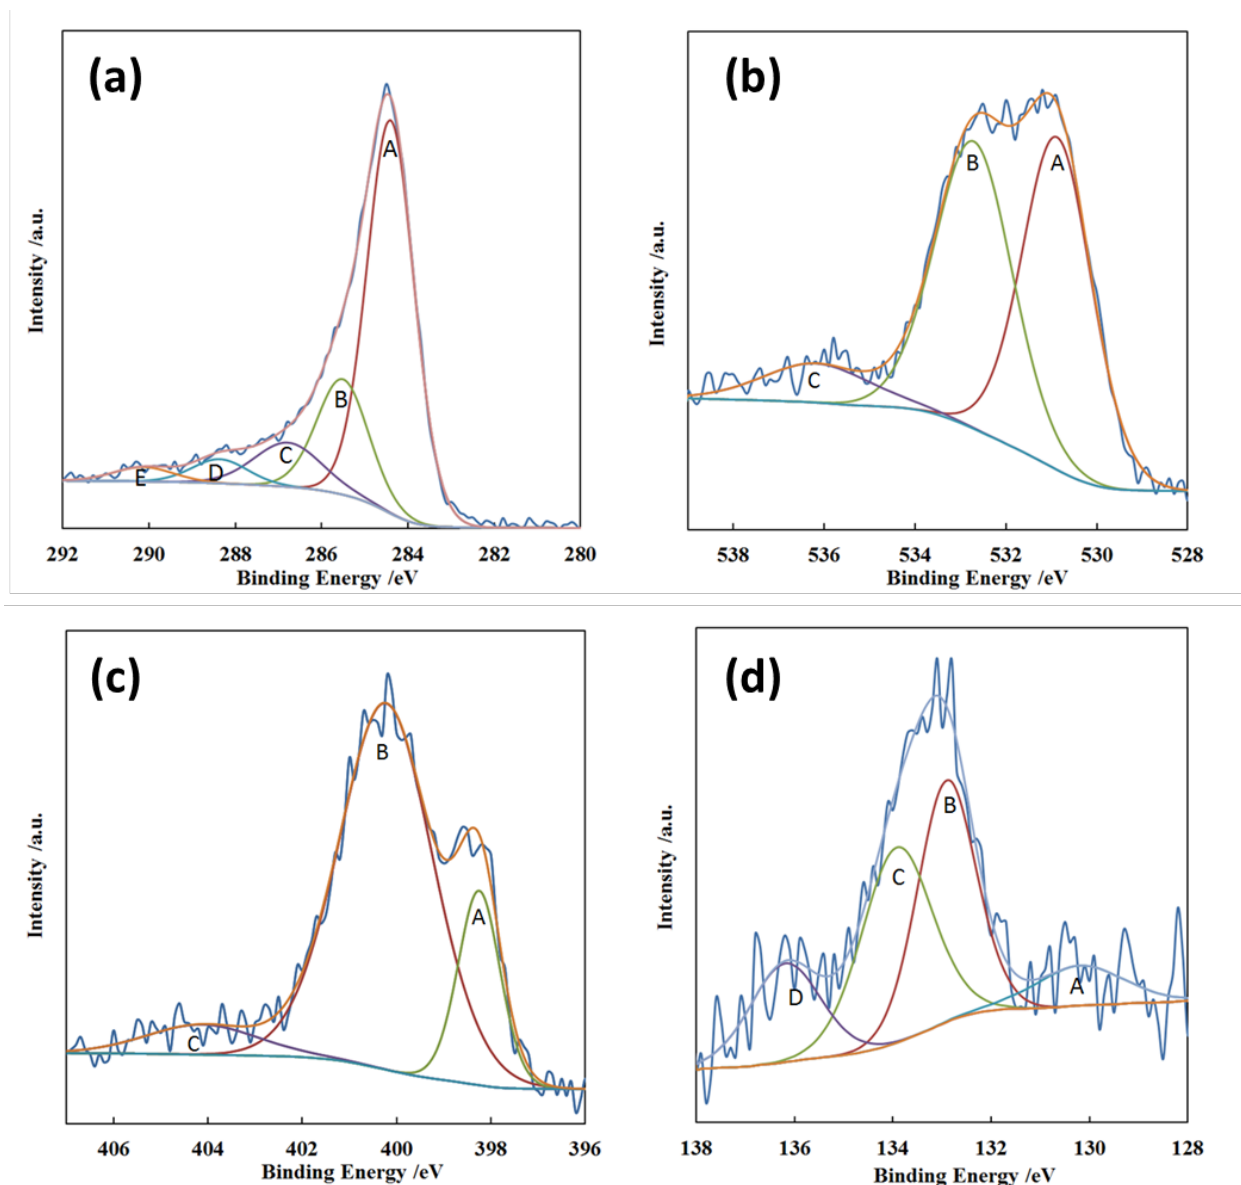 (a)
A
B
C
D
E
Intensity /a.u.
292 290 288 286 284 282 280
Binding Energy /eV
(b)
B A
C
Intensity /a.u.
538 536 534 532 530 528
Binding Energy /eV
(c)
B
A
C
Intensity /a.u.
406 404 402 400 398 396
Binding Energy /eV
(d)
B
C
D A
Intensity /a.u.
138 136 134 132 130 128
Binding Energy /eV